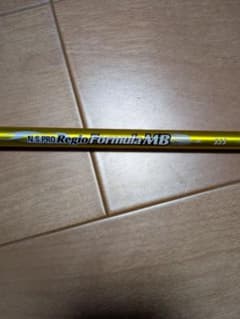 N.S.PRO Regio Formula MB